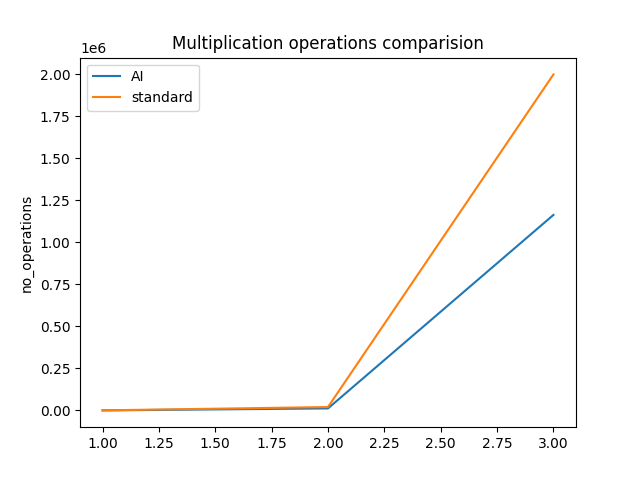 Multiplication operations comparision
1e6
AI
standard
no_operations
2.00
1.75
1.50
1.25
1.00
0.75
0.50
0.25
0.00
1.00 1.25 1.50 1.75 2.00 2.25 2.50 2.75 3.00